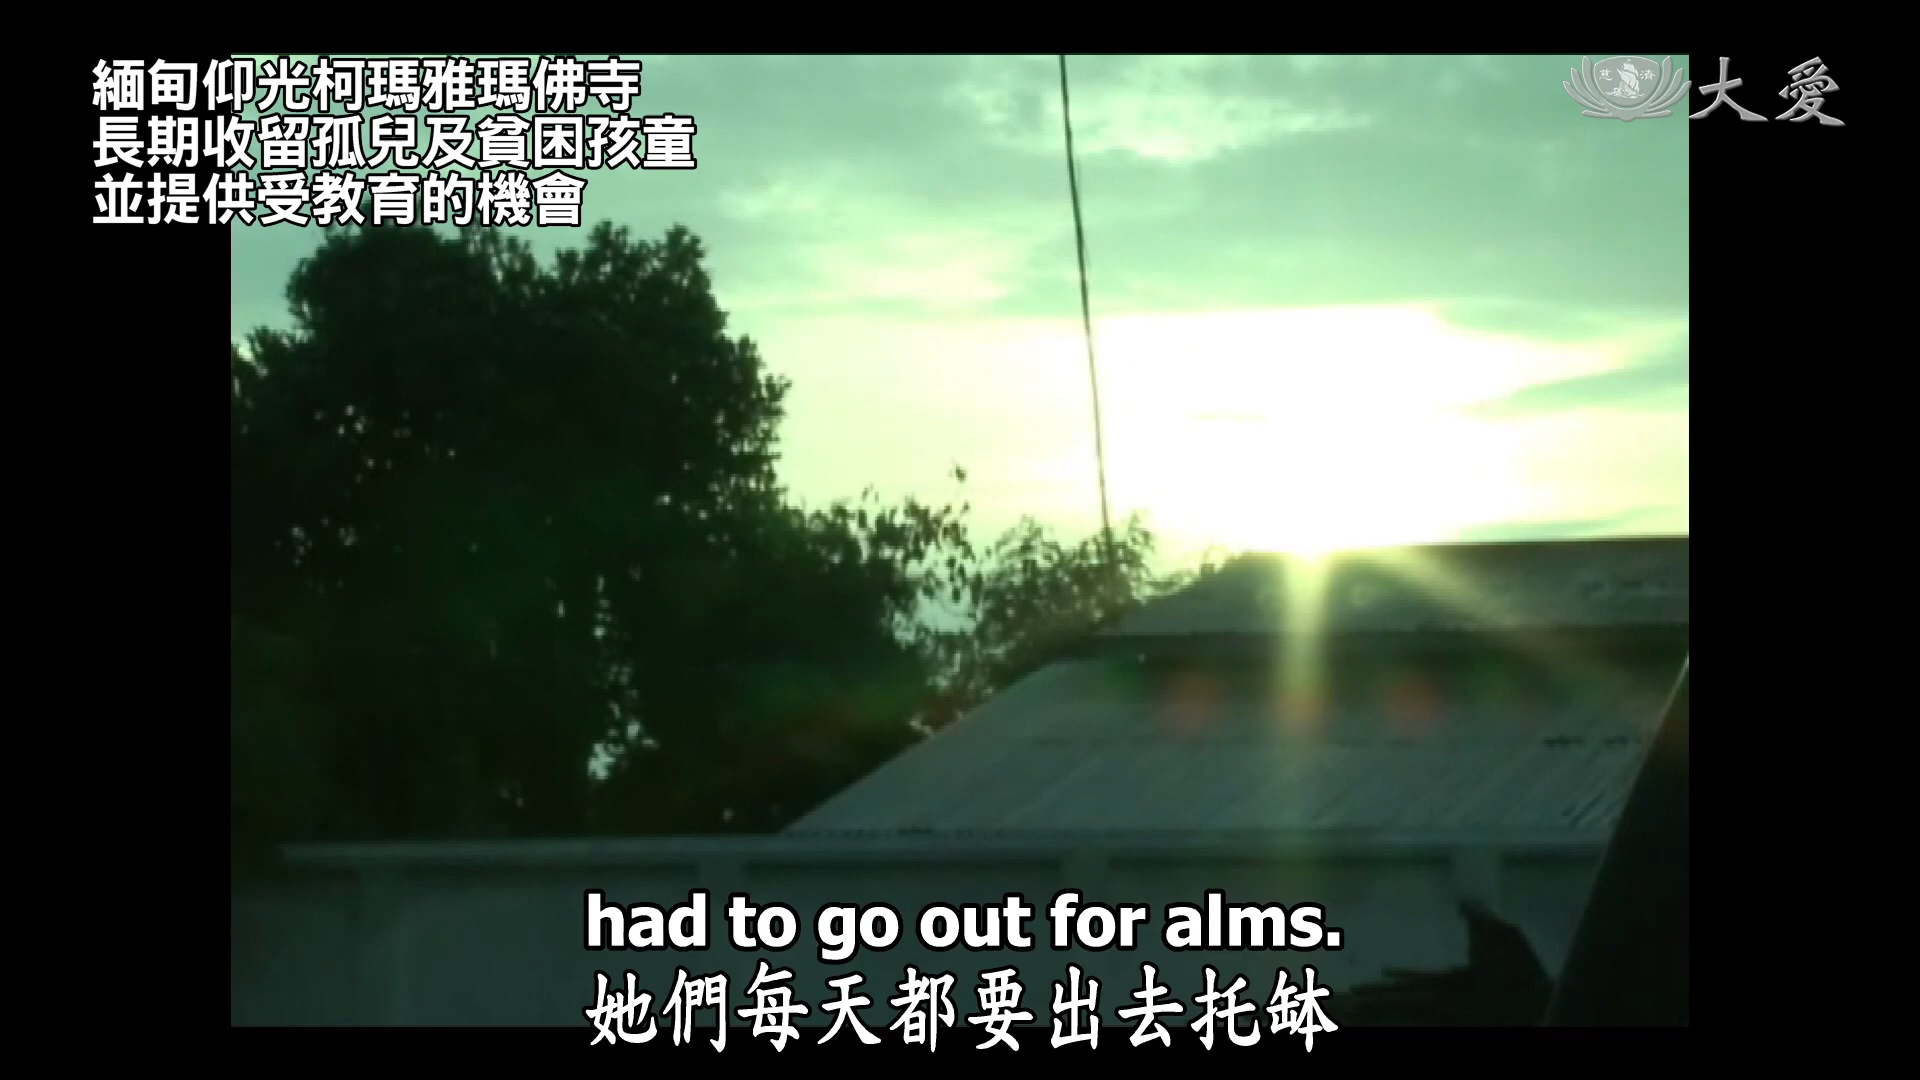 緬甸仰光柯瑪雅瑪佛寺
長期收留孤兒及貧困孩童
並提供受教育的機會
慈濟
大愛
had to go out for alms.
她們每天都要出去托缽